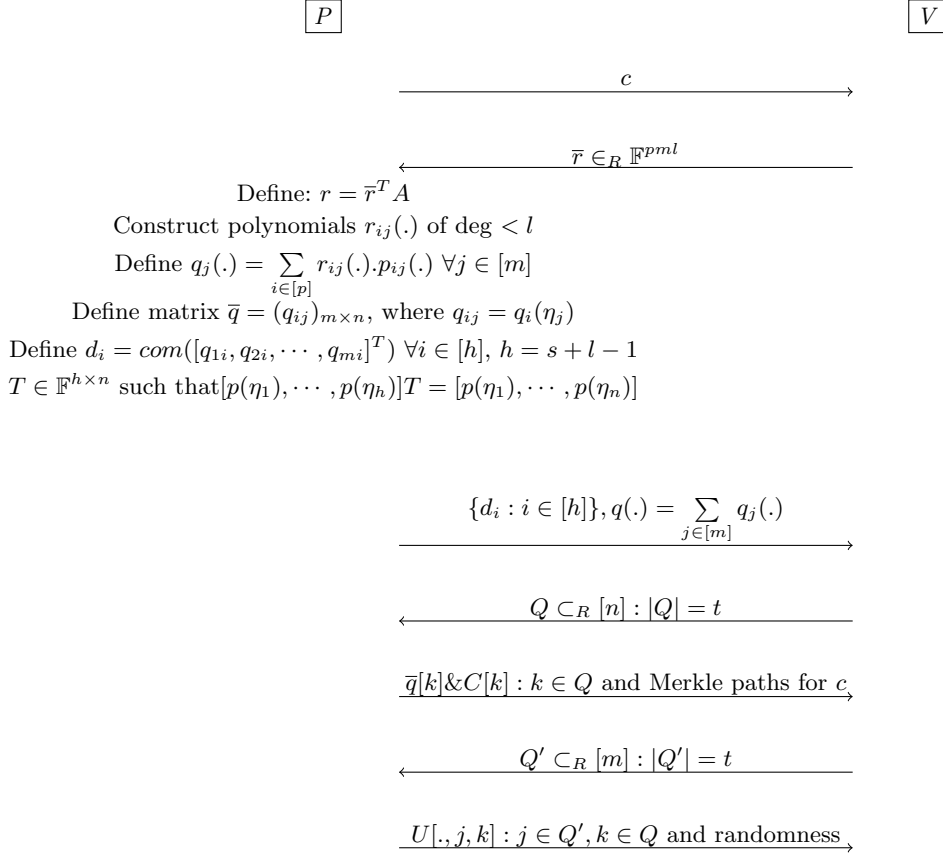 P V
c
r̅ ∈_R 𝔽^{pml}
Define: r = r̅^T A
Construct polynomials r_{ij}(.) of deg < l
Define q_j(.) = ∑_{i∈[p]} r_{ij}(.).p_{ij}(.) ∀j ∈ [m]
Define matrix q̅ = (q_{ij})_{m×n}, where q_{ij} = q_i(η_j)
Define d_i = com([q_{1i}, q_{2i}, ⋯ , q_{mi}]^T) ∀i ∈ [h], h = s + l − 1
T ∈ 𝔽^{h×n} such that[p(η_1), ⋯ , p(η_h)]T = [p(η_1), ⋯ , p(η_n)]
{d_i : i ∈ [h]}, q(.) = ∑_{j∈[m]} q_j(.)
Q ⊂_R [n] : |Q| = t
q̅[k]&C[k] : k ∈ Q and Merkle paths for c
Q′ ⊂_R [m] : |Q′| = t
U[., j, k] : j ∈ Q′, k ∈ Q and randomness